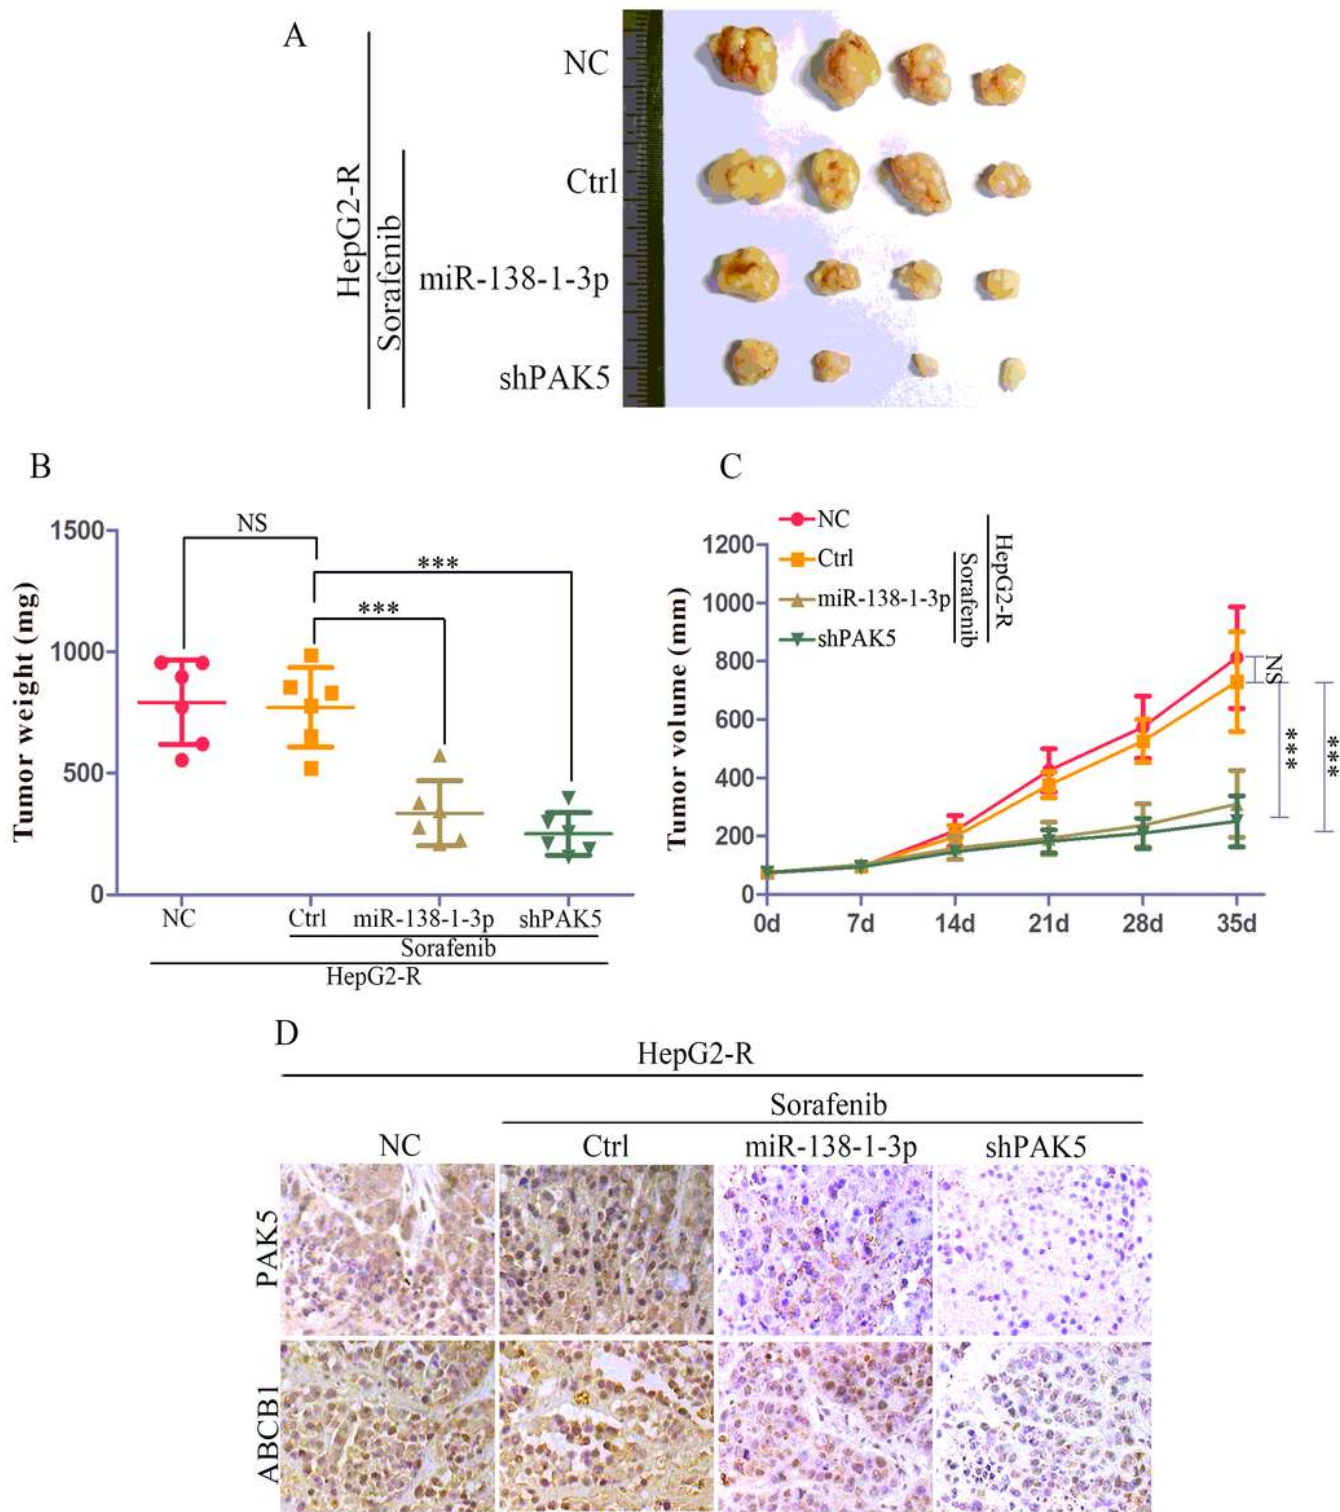 A
NC
Ctrl
miR-138-1-3p
shPAK5
HepG2-R
Sorafenib
B
Tumor weight (mg)
1500
1000
500
0
NS
***
***
NC
Ctrl
miR-138-1-3p
shPAK5
Sorafenib
HepG2-R
C
NC
Ctrl
miR-138-1-3p
shPAK5
Sorafenib
HepG2-R
Tumor volume (mm)
1200
1000
800
600
400
200
0
0d
7d
14d
21d
28d
35d
NS
***
***
D
HepG2-R
Sorafenib
NC
Ctrl
miR-138-1-3p
shPAK5
PAK5
ABCB1